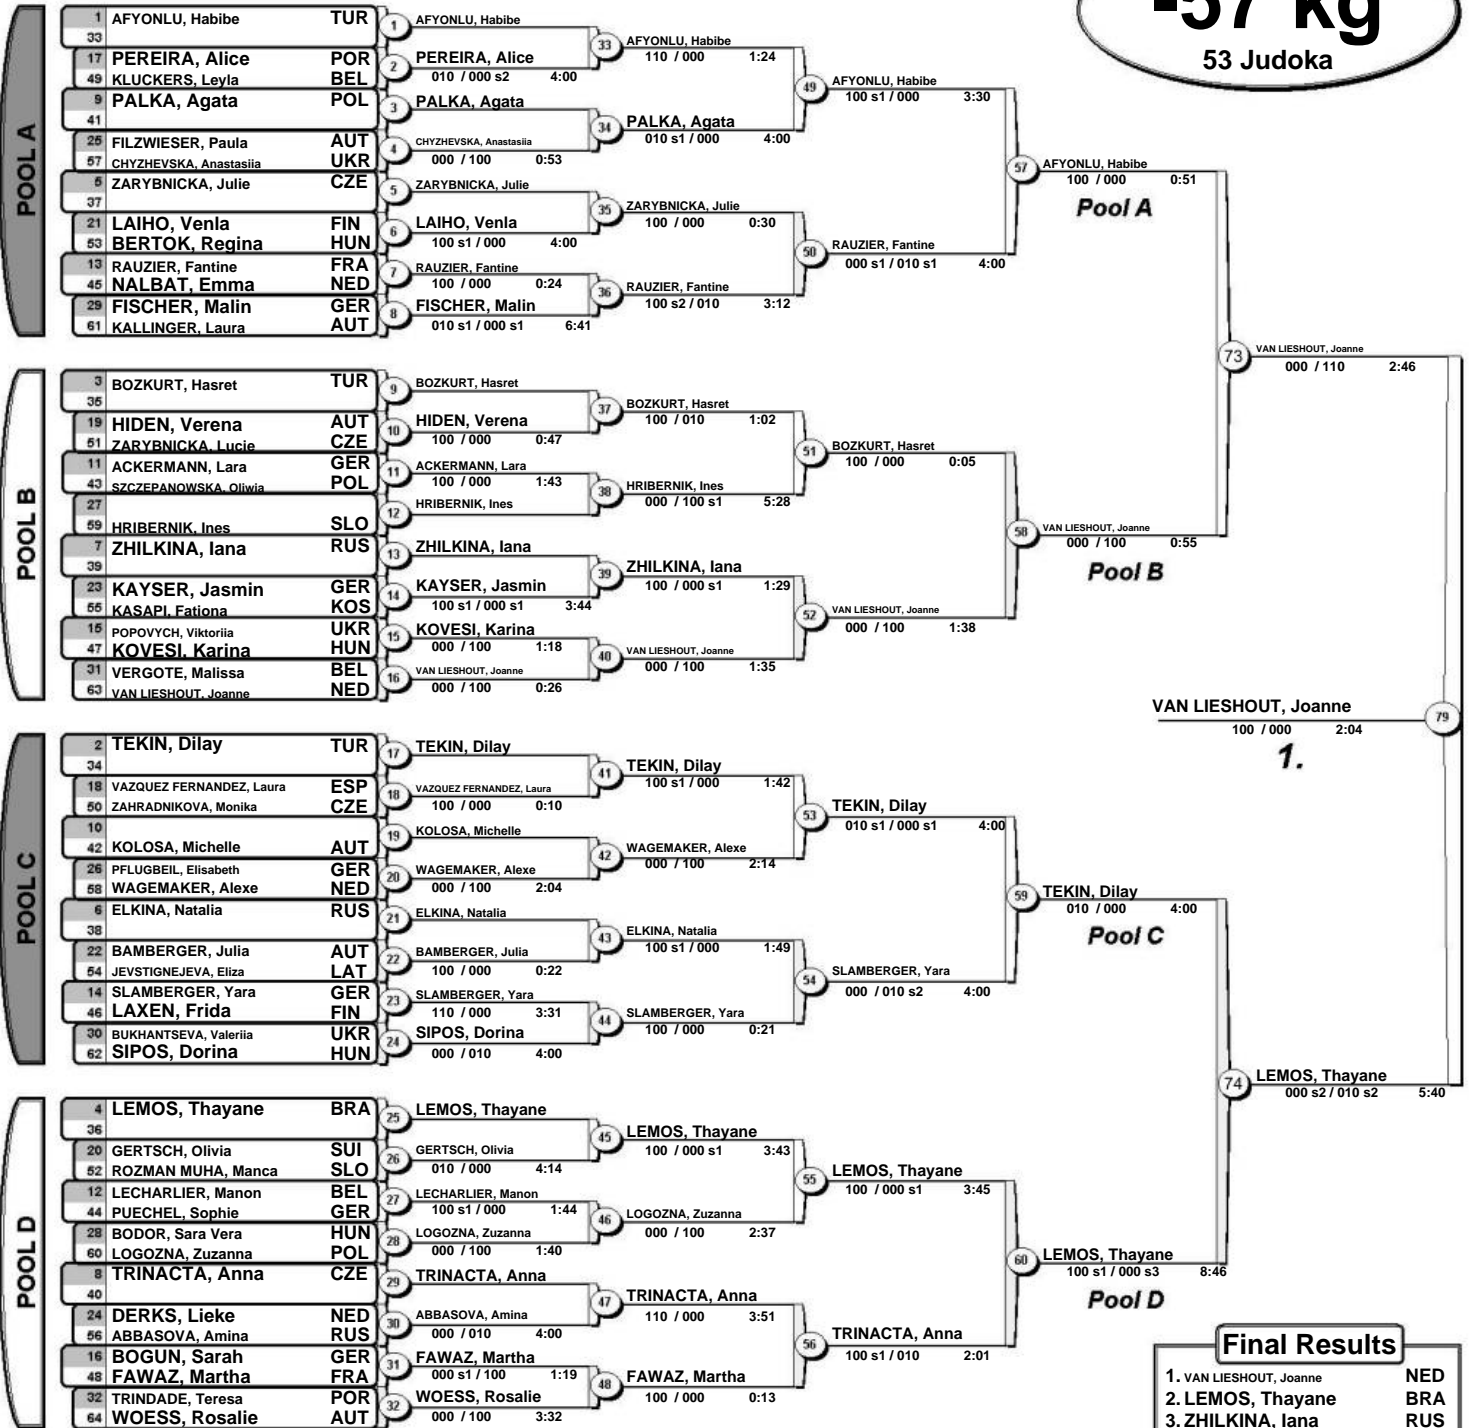 -57 kg
53 Judoka
POOL A
1 AFYONLU, Habibe TUR
33
17 PEREIRA, Alice POR
49 KLUCKERS, Leyla BEL
9 PALKA, Agata POL
41
25 FILZWIESER, Paula AUT
57 CHYZHEVSKA, Anastasiia UKR
5 ZARYBNICKA, Julie CZE
37
21 LAIHO, Venla FIN
53 BERTOK, Regina HUN
13 RAUZIER, Fantine FRA
45 NALBAT, Emma NED
29 FISCHER, Malin GER
61 KALLINGER, Laura AUT
1 AFYONLU, Habibe
2 PEREIRA, Alice
010 / 000 s2 4:00
3 PALKA, Agata
4 CHYZHEVSKA, Anastasiia
000 / 100 0:53
5 ZARYBNICKA, Julie
6 LAIHO, Venla
100 s1 / 000 4:00
7 RAUZIER, Fantine
100 / 000 0:24
8 FISCHER, Malin
010 s1 / 000 s1 6:41
33 AFYONLU, Habibe
110 / 000 1:24
34 PALKA, Agata
010 s1 / 000 4:00
35 ZARYBNICKA, Julie
100 / 000 0:30
36 RAUZIER, Fantine
100 s2 / 010 3:12
49 AFYONLU, Habibe
100 s1 / 000 3:30
50 RAUZIER, Fantine
000 s1 / 010 s1 4:00
57 AFYONLU, Habibe
100 / 000 0:51
Pool A
POOL B
3 BOZKURT, Hasret TUR
35
19 HIDEN, Verena AUT
51 ZARYBNICKA, Lucie CZE
11 ACKERMANN, Lara GER
43 SZCZEPANOWSKA, Oliwia POL
27
59 HRIBERNIK, Ines SLO
7 ZHILKINA, Iana RUS
39
23 KAYSER, Jasmin GER
55 KASAPI, Fationa KOS
15 POPOVYCH, Viktoriia UKR
47 KOVESI, Karina HUN
31 VERGOTE, Malissa BEL
63 VAN LIESHOUT, Joanne NED
9 BOZKURT, Hasret
10 HIDEN, Verena
100 / 000 0:47
11 ACKERMANN, Lara
100 / 000 1:43
12 HRIBERNIK, Ines
13 ZHILKINA, Iana
14 KAYSER, Jasmin
100 s1 / 000 s1 3:44
15 KOVESI, Karina
000 / 100 1:18
16 VAN LIESHOUT, Joanne
000 / 100 0:26
37 BOZKURT, Hasret
100 / 010 1:02
38 HRIBERNIK, Ines
000 / 100 s1 5:28
39 ZHILKINA, Iana
100 / 000 s1 1:29
40 VAN LIESHOUT, Joanne
000 / 100 1:35
51 BOZKURT, Hasret
100 / 000 0:05
52 VAN LIESHOUT, Joanne
000 / 100 1:38
58 VAN LIESHOUT, Joanne
000 / 100 0:55
Pool B
73 VAN LIESHOUT, Joanne
000 / 110 2:46
VAN LIESHOUT, Joanne 79
100 / 000 2:04
1.
POOL C
2 TEKIN, Dilay TUR
34
18 VAZQUEZ FERNANDEZ, Laura ESP
50 ZAHRADNIKOVA, Monika CZE
10
42 KOLOSA, Michelle AUT
26 PFLUGBEIL, Elisabeth GER
58 WAGEMAKER, Alexe NED
6 ELKINA, Natalia RUS
38
22 BAMBERGER, Julia AUT
54 JEVSTIGNEJEVA, Eliza LAT
14 SLAMBERGER, Yara GER
46 LAXEN, Frida FIN
30 BUKHANTSEVA, Valeriia UKR
62 SIPOS, Dorina HUN
17 TEKIN, Dilay
18 VAZQUEZ FERNANDEZ, Laura
100 / 000 0:10
19 KOLOSA, Michelle
20 WAGEMAKER, Alexe
000 / 100 2:04
21 ELKINA, Natalia
22 BAMBERGER, Julia
100 / 000 0:22
23 SLAMBERGER, Yara
110 / 000 3:31
24 SIPOS, Dorina
000 / 010 4:00
41 TEKIN, Dilay
100 s1 / 000 1:42
42 WAGEMAKER, Alexe
000 / 100 2:14
43 ELKINA, Natalia
100 s1 / 000 1:49
44 SLAMBERGER, Yara
100 / 000 0:21
53 TEKIN, Dilay
010 s1 / 000 s1 4:00
54 SLAMBERGER, Yara
000 / 010 s2 4:00
59 TEKIN, Dilay
010 / 000 4:00
Pool C
POOL D
4 LEMOS, Thayane BRA
36
20 GERTSCH, Olivia SUI
52 ROZMAN MUHA, Manca SLO
12 LECHARLIER, Manon BEL
44 PUECHEL, Sophie GER
28 BODOR, Sara Vera HUN
60 LOGOZNA, Zuzanna POL
8 TRINACTA, Anna CZE
40
24 DERKS, Lieke NED
56 ABBASOVA, Amina RUS
16 BOGUN, Sarah GER
48 FAWAZ, Martha FRA
32 TRINDADE, Teresa POR
64 WOESS, Rosalie AUT
25 LEMOS, Thayane
26 GERTSCH, Olivia
010 / 000 4:14
27 LECHARLIER, Manon
100 s1 / 000 1:44
28 LOGOZNA, Zuzanna
000 / 100 1:40
29 TRINACTA, Anna
30 ABBASOVA, Amina
000 / 010 4:00
31 FAWAZ, Martha
000 s1 / 100 1:19
32 WOESS, Rosalie
000 / 100 3:32
45 LEMOS, Thayane
100 / 000 s1 3:43
46 LOGOZNA, Zuzanna
000 / 100 2:37
47 TRINACTA, Anna
110 / 000 3:51
48 FAWAZ, Martha
100 / 000 0:13
55 LEMOS, Thayane
100 / 000 s1 3:45
56 TRINACTA, Anna
100 s1 / 010 2:01
60 LEMOS, Thayane
100 s1 / 000 s3 8:46
Pool D
74 LEMOS, Thayane
000 s2 / 010 s2 5:40
Final Results
1. VAN LIESHOUT, Joanne NED
2. LEMOS, Thayane BRA
3. ZHILKINA, Iana RUS